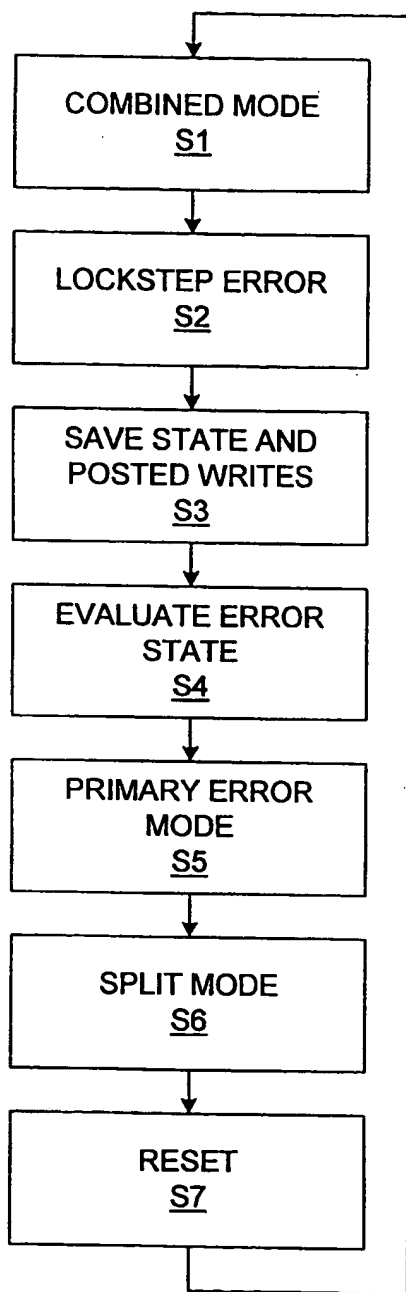 COMBINED MODE
S1
LOCKSTEP ERROR
S2
SAVE STATE AND
POSTED WRITES
S3
EVALUATE ERROR
STATE
S4
PRIMARY ERROR
MODE
S5
SPLIT MODE
S6
RESET
S7